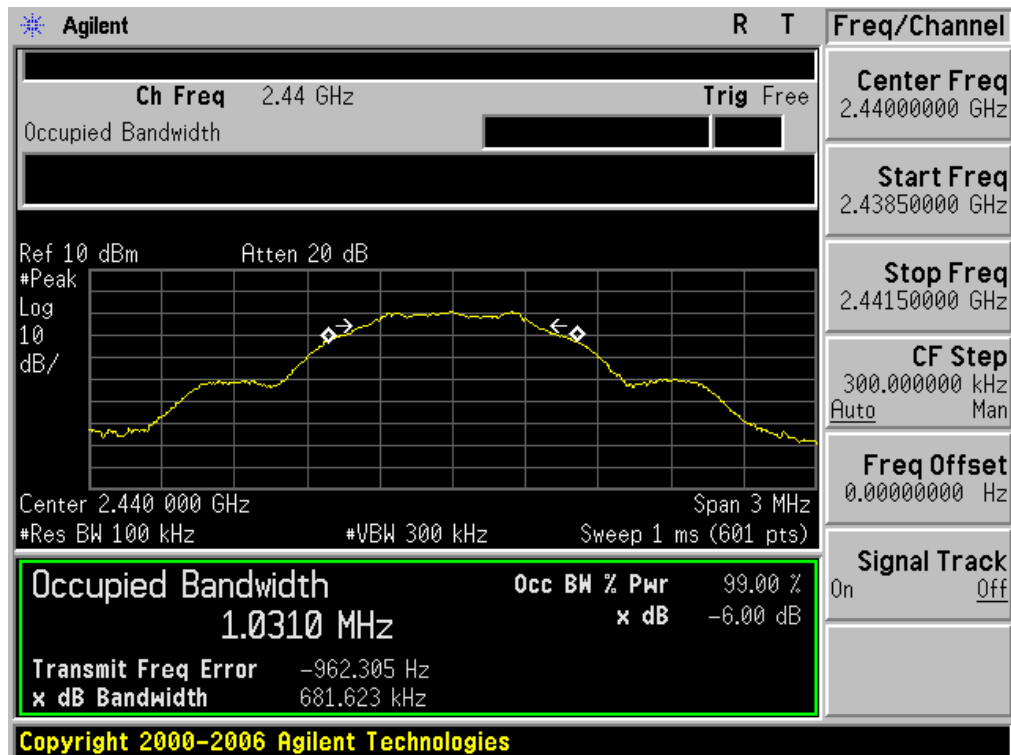 Agilent R T
Freq/Channel
Ch Freq 2.44 GHz Trig Free
Occupied Bandwidth
Center Freq
2.44000000 GHz
Start Freq
2.43850000 GHz
Stop Freq
2.44150000 GHz
CF Step
300.000000 kHz
Auto Man
Freq Offset
0.00000000 Hz
Signal Track
On Off
Ref 10 dBm Atten 20 dB
#Peak
Log
10
dB/
Center 2.440 000 GHz Span 3 MHz
#Res BW 100 kHz #VBW 300 kHz Sweep 1 ms (601 pts)
Occupied Bandwidth Occ BW % Pwr 99.00 %
1.0310 MHz x dB -6.00 dB
Transmit Freq Error -962.305 Hz
x dB Bandwidth 681.623 kHz
Copyright 2000-2006 Agilent Technologies